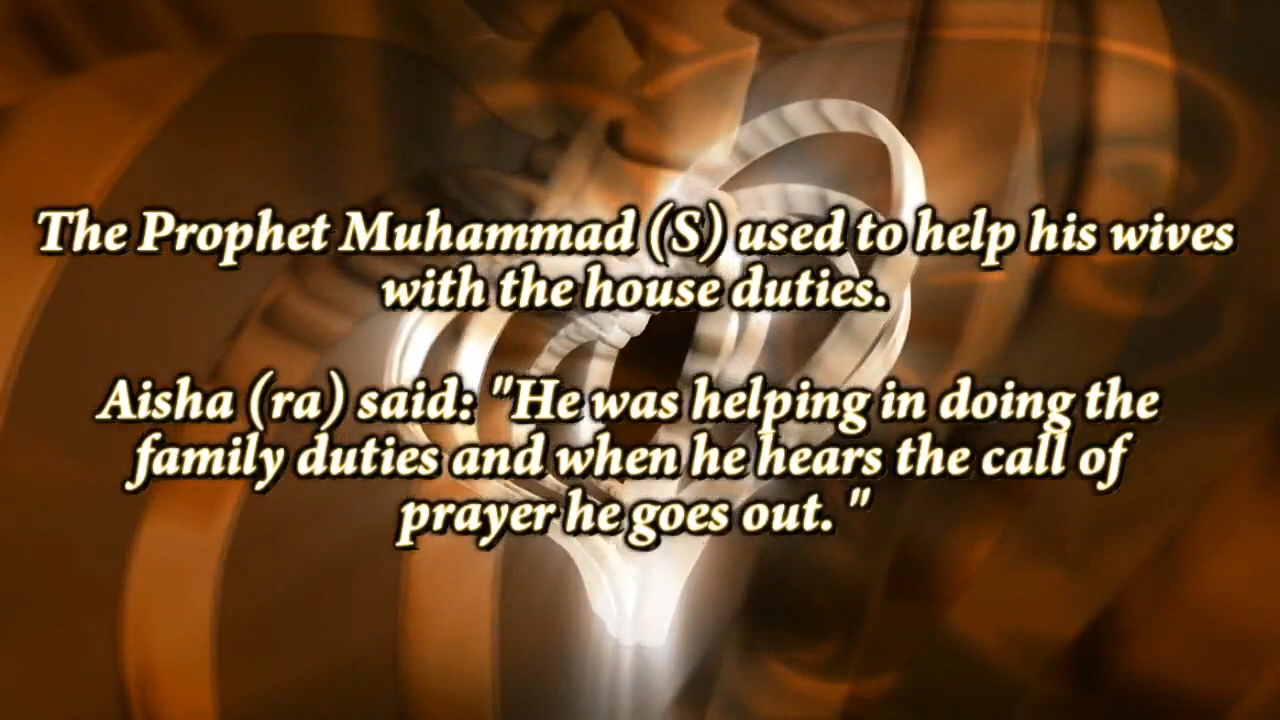 The Prophet Muhammad (S) used to help his wives
with the house duties.
Aisha (ra) said: "He was helping in doing the
family duties and when he hears the call of
prayer he goes out. "